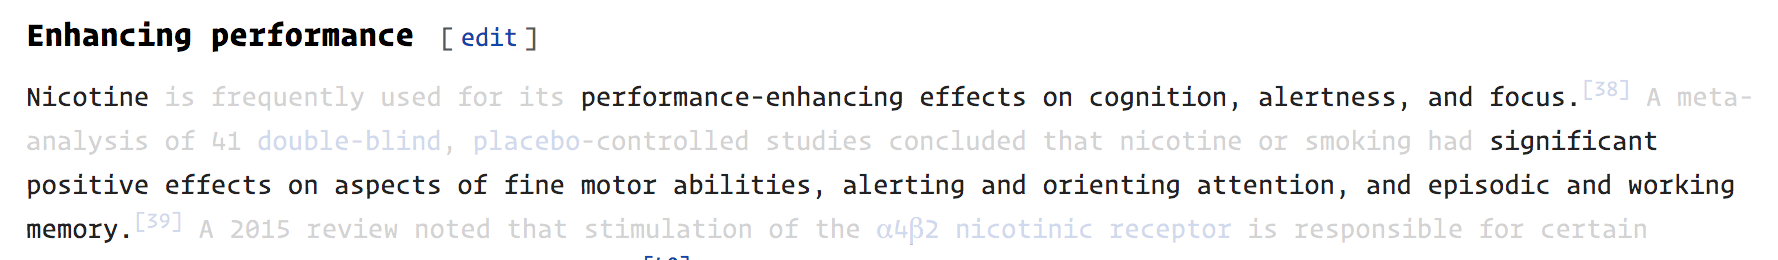 Enhancing performance [ edit ]
Nicotine is frequently used for its performance-enhancing effects on cognition, alertness, and focus.[38] A meta-
analysis of 41 double-blind, placebo-controlled studies concluded that nicotine or smoking had significant
positive effects on aspects of fine motor abilities, alerting and orienting attention, and episodic and working
memory.[39] A 2015 review noted that stimulation of the α4β2 nicotinic receptor is responsible for certain